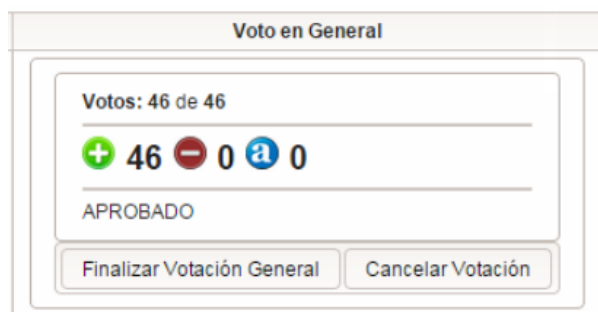 Voto en General
Votos: 46 de 46
46 0 a 0
APROBADO
Finalizar Votación General Cancelar Votación